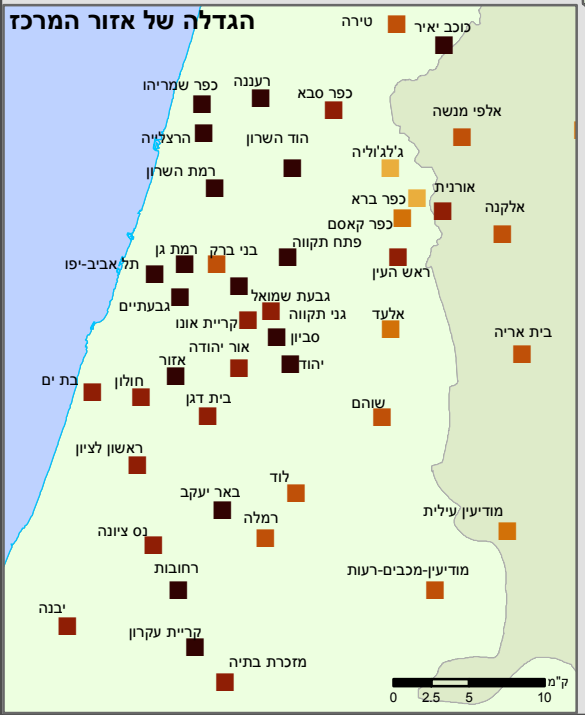 הגדלה של אזור המרכז
טירה
כוכב יאיר
כפר שמריהו
רעננה
כפר סבא
אלפי מנשה
הרצלייה
הוד השרון
ג'לג'וליה
רמת השרון
אורנית
כפר ברא
אלקנה
כפר קאסם
פתח תקווה
בני ברק
רמת גן
תל אביב-יפו
ראש העין
גבעת שמואל
גבעתיים
גני תקווה
אלעד
קריית אונו
סביון
בית אריה
אור יהודה
אזור
יהוד
בת ים
חולון
בית דגן
שוהם
ראשון לציון
לוד
באר יעקב
מודיעין עילית
רמלה
נס ציונה
רחובות
מודיעין-מכבים-רעות
יבנה
קריית עקרון
מזכרת בתיה
ק"מ
0 2.5 5 10